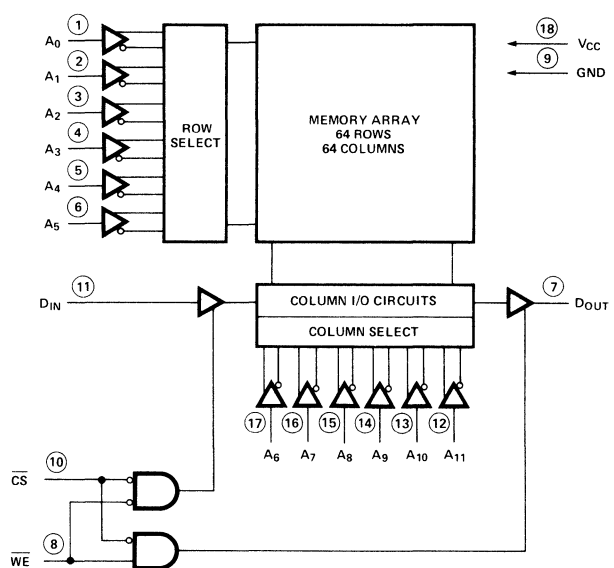 1
A0
2
A1
3
A2
4
A3
5
A4
6
A5
ROW
SELECT
MEMORY ARRAY
64 ROWS
64 COLUMNS
18
VCC
9
GND
11
DIN
COLUMN I/O CIRCUITS
COLUMN SELECT
7
DOUT
17
16
15
14
13
12
A6
A7
A8
A9
A10
A11
10
C̅S̅
8
W̅E̅